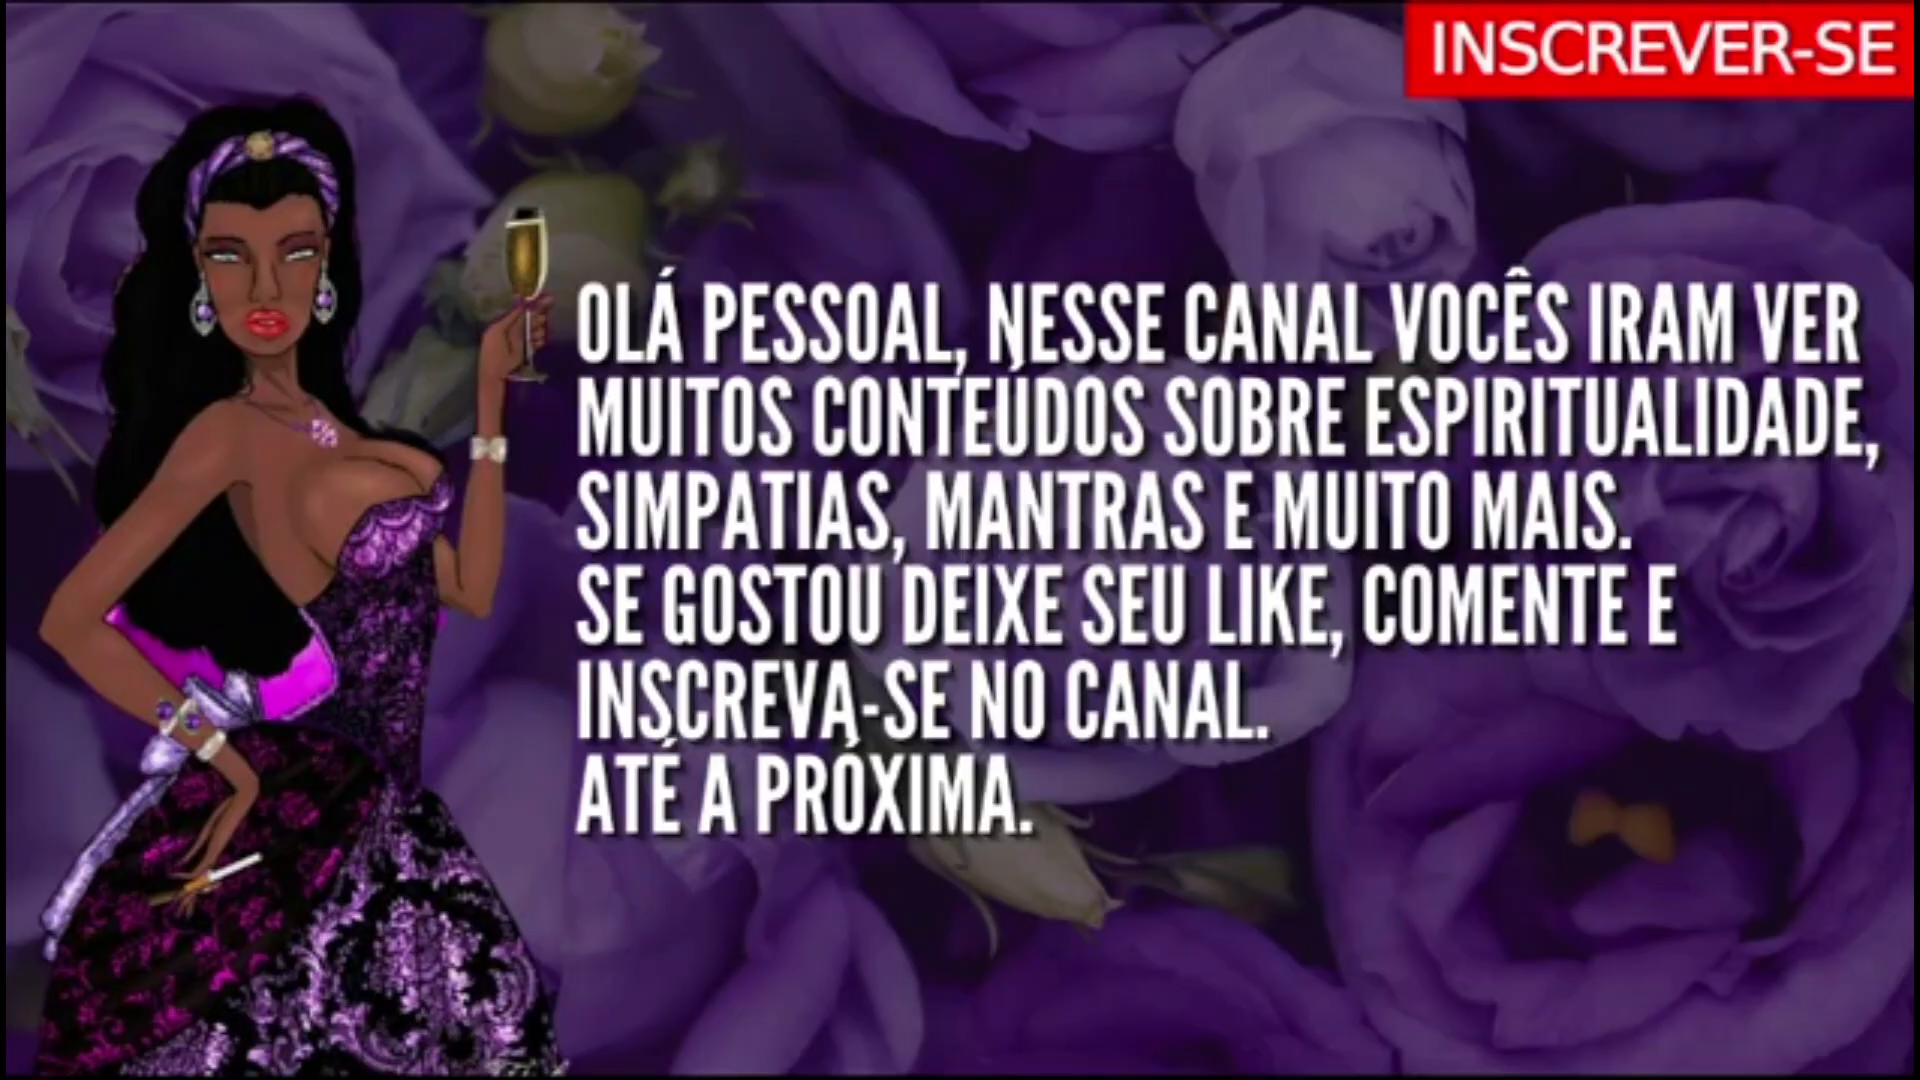 INSCREVER-SE
OLÁ PESSOAL, NESSE CANAL VOCÊS IRAM VER
MUITOS CONTEÚDOS SOBRE ESPIRITUALIDADE,
SIMPATIAS, MANTRAS E MUITO MAIS.
SE GOSTOU DEIXE SEU LIKE, COMENTE E
INSCREVA-SE NO CANAL.
ATÉ A PRÓXIMA.